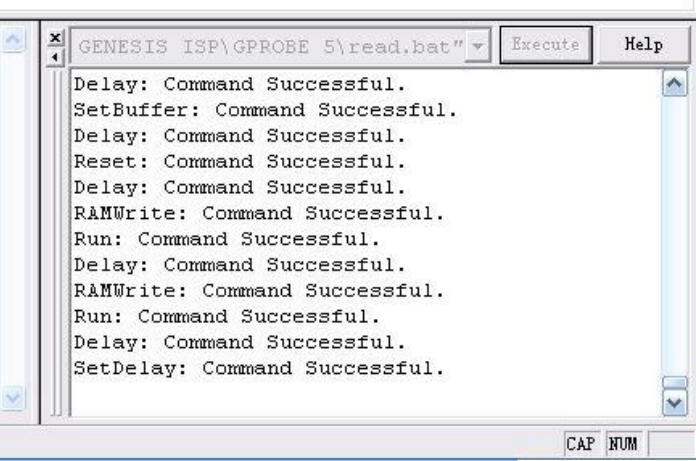 GENESIS ISP\GPROBE 5\read.bat" Execute Help
Delay: Command Successful.
SetBuffer: Command Successful.
Delay: Command Successful.
Reset: Command Successful.
Delay: Command Successful.
RAMWrite: Command Successful.
Run: Command Successful.
Delay: Command Successful.
RAMWrite: Command Successful.
Run: Command Successful.
Delay: Command Successful.
SetDelay: Command Successful.
CAP NUM